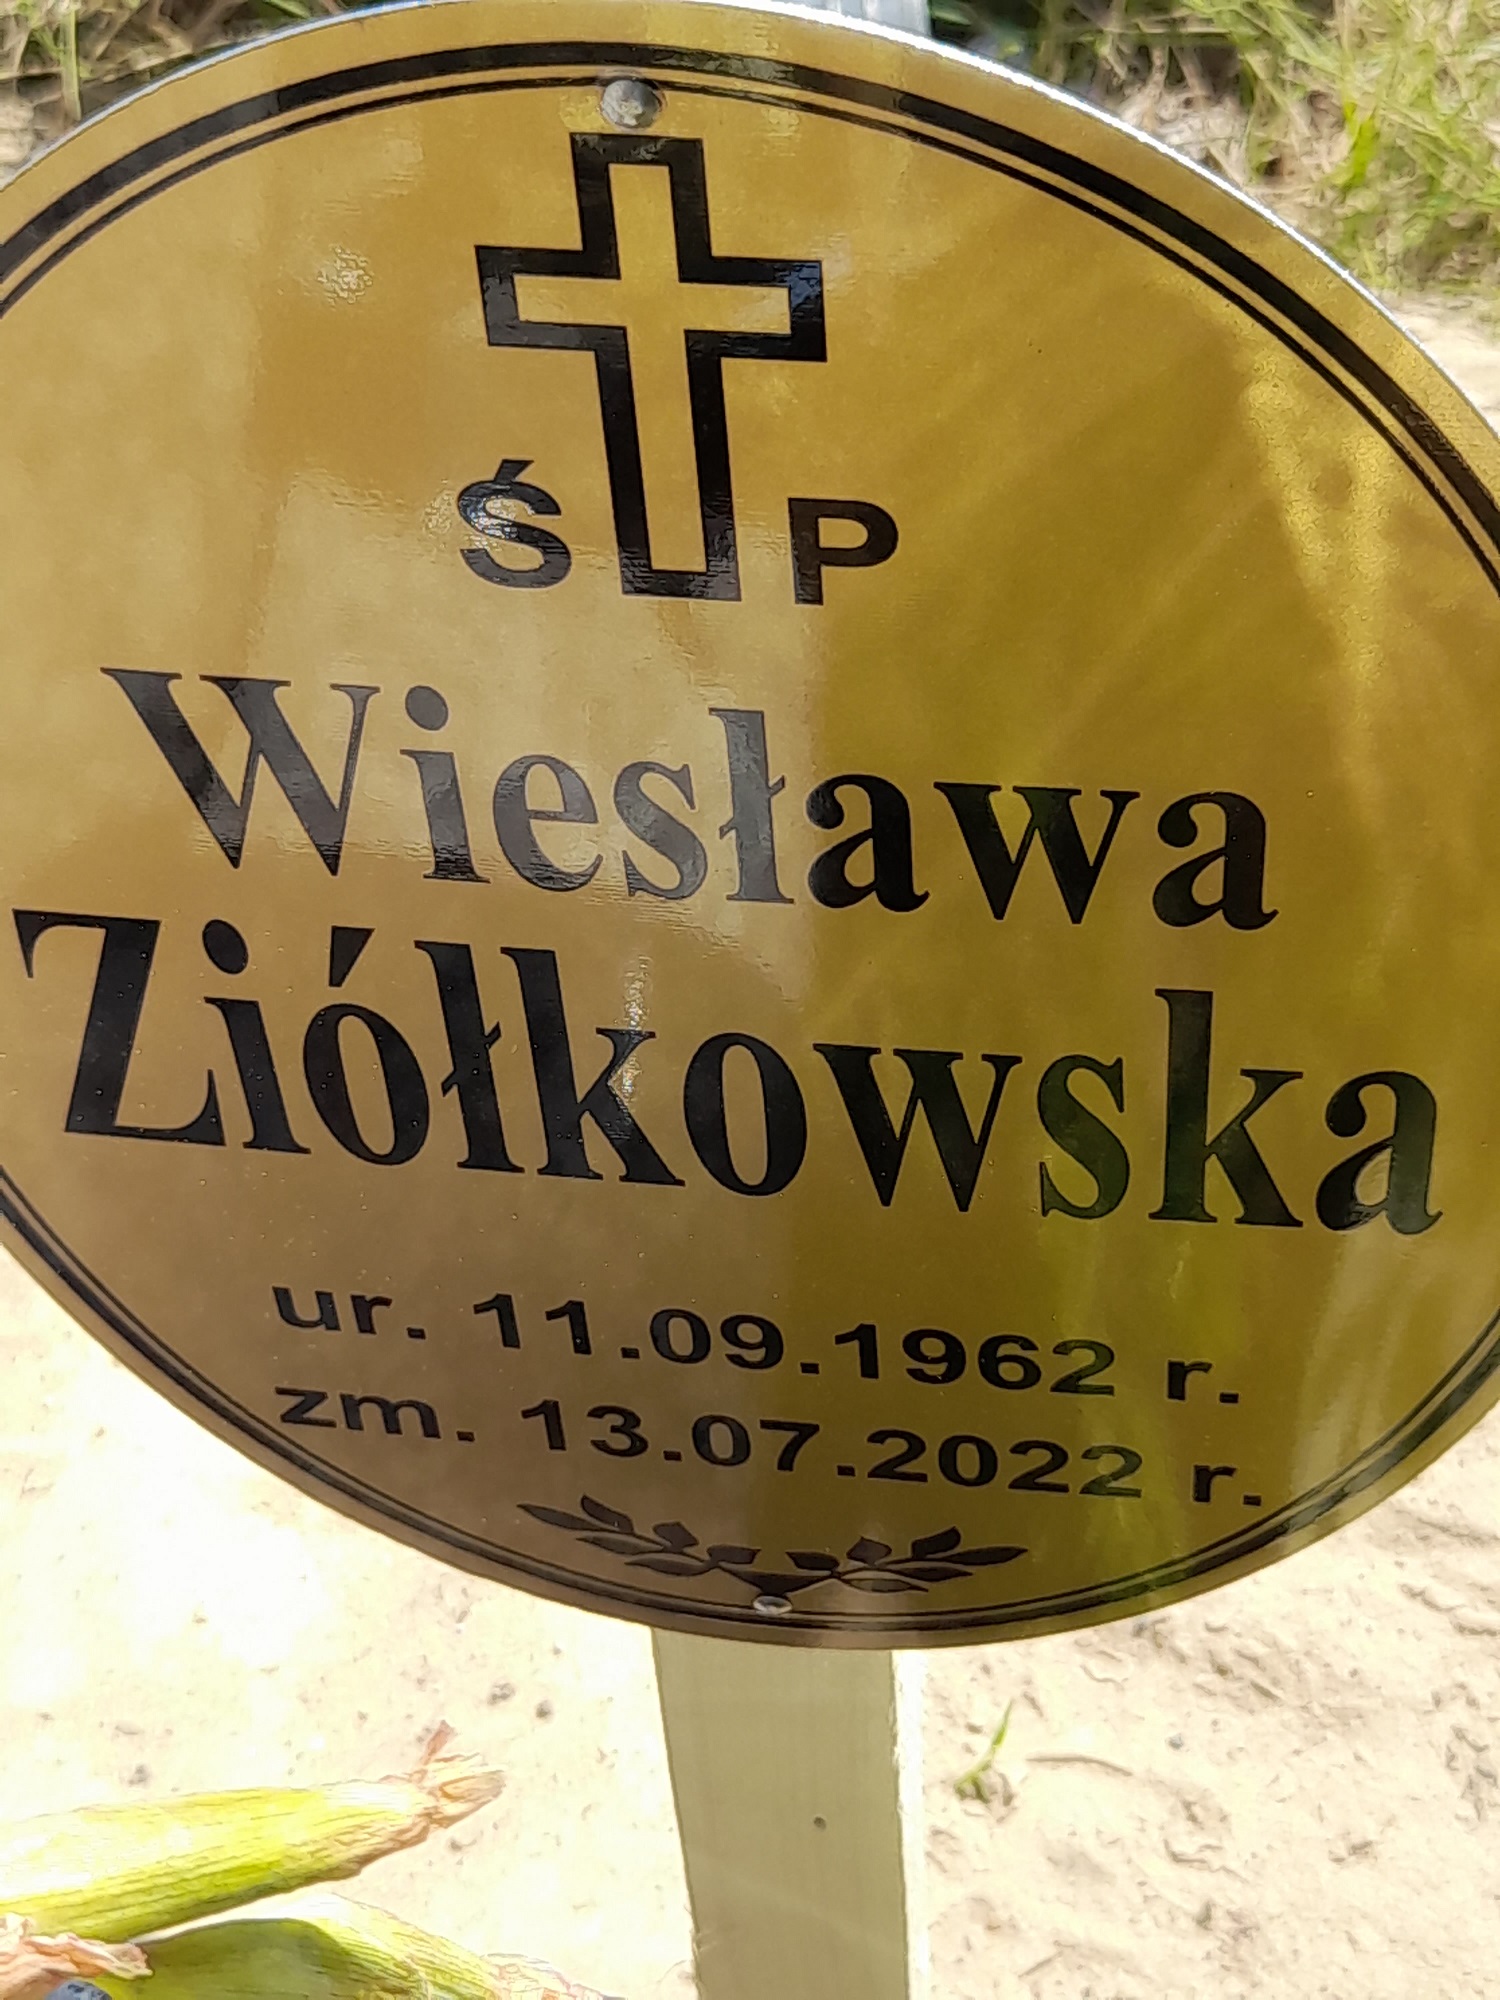 Ś P
Wiesława
Ziółkowska
ur. 11.09.1962 r.
zm. 13.07.2022 r.